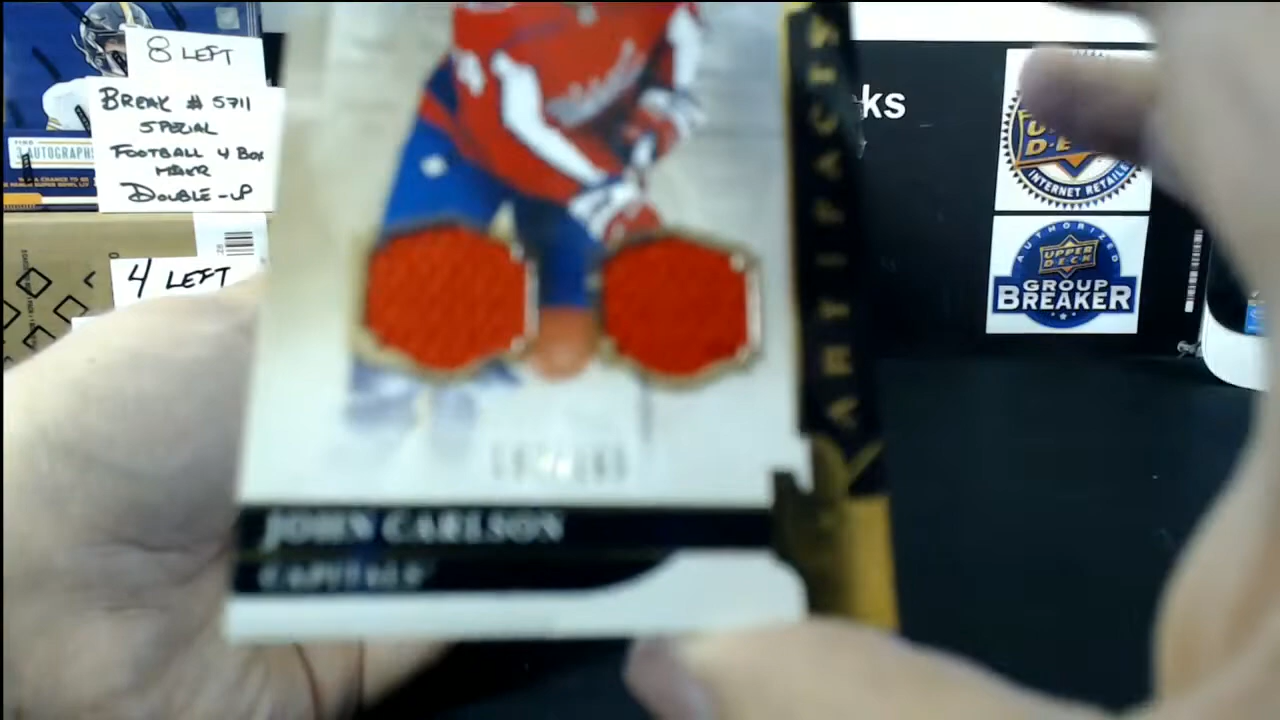 8 LEFT
BREAK # 5711
SPECIAL
FOOTBALL 4 BOX
MIXER
DOUBLE-UP
3 AUTOGRAPHS
4 LEFT
ARTIFACTS
JOHN CARLSON
CAPITALS
ks
INTERNET RETAILER
AUTHORIZED
UPPER
DECK
GROUP
BREAKER